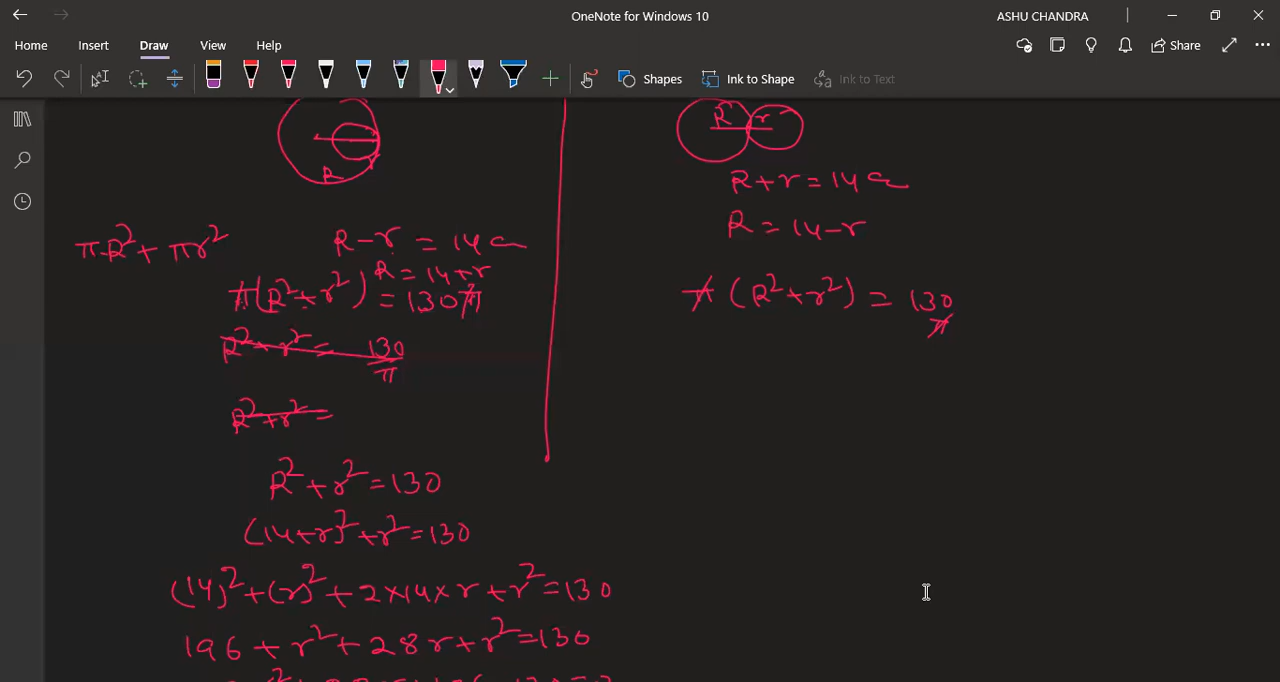 OneNote for Windows 10
ASHU CHANDRA
Home Insert Draw View Help
Share
Shapes
Ink to Shape
Ink to Text
R
r
πR²+ πr²
R-r = 14 cm
R = 14+r
π(R²+r²) = 130π
R²+r² = 130/π
R²+r² =
R²+r²=130
(14+r)²+r²=130
(14)²+(r)²+2×14×r+r²=130
196+r²+28r+r²=130
R r
R+r=14 cm
R = 14-r
π(R²+r²) = 130π